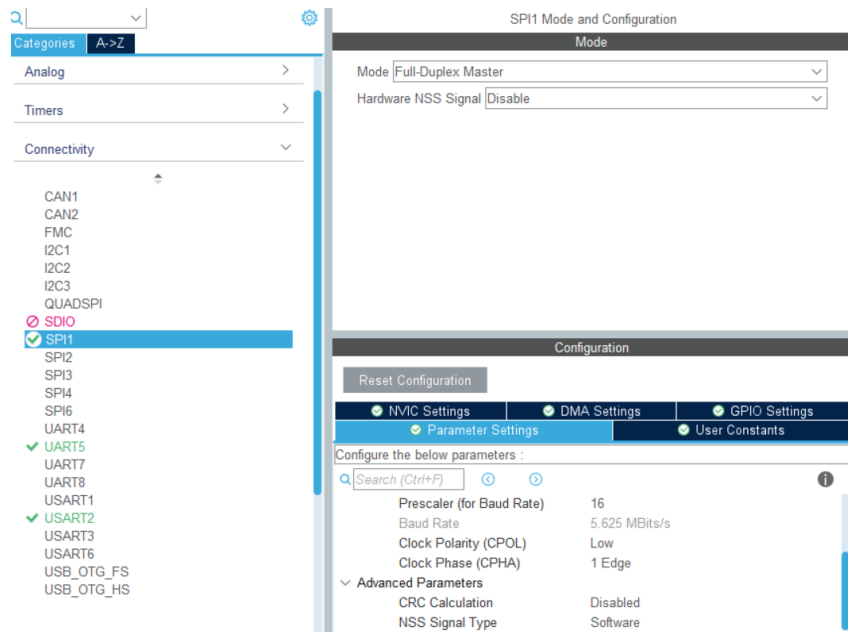 Categories
A->Z
Analog
Timers
Connectivity
CAN1
CAN2
FMC
I2C1
I2C2
I2C3
QUADSPI
SDIO
SPI1
SPI2
SPI3
SPI4
SPI6
UART4
UART5
UART7
UART8
USART1
USART2
USART3
USART6
USB_OTG_FS
USB_OTG_HS
SPI1 Mode and Configuration
Mode
Mode Full-Duplex Master
Hardware NSS Signal Disable
Configuration
Reset Configuration
NVIC Settings
DMA Settings
GPIO Settings
Parameter Settings
User Constants
Configure the below parameters :
Search (Ctrl+F)
Prescaler (for Baud Rate) 16
Baud Rate 5.625 MBits/s
Clock Polarity (CPOL) Low
Clock Phase (CPHA) 1 Edge
Advanced Parameters
CRC Calculation Disabled
NSS Signal Type Software